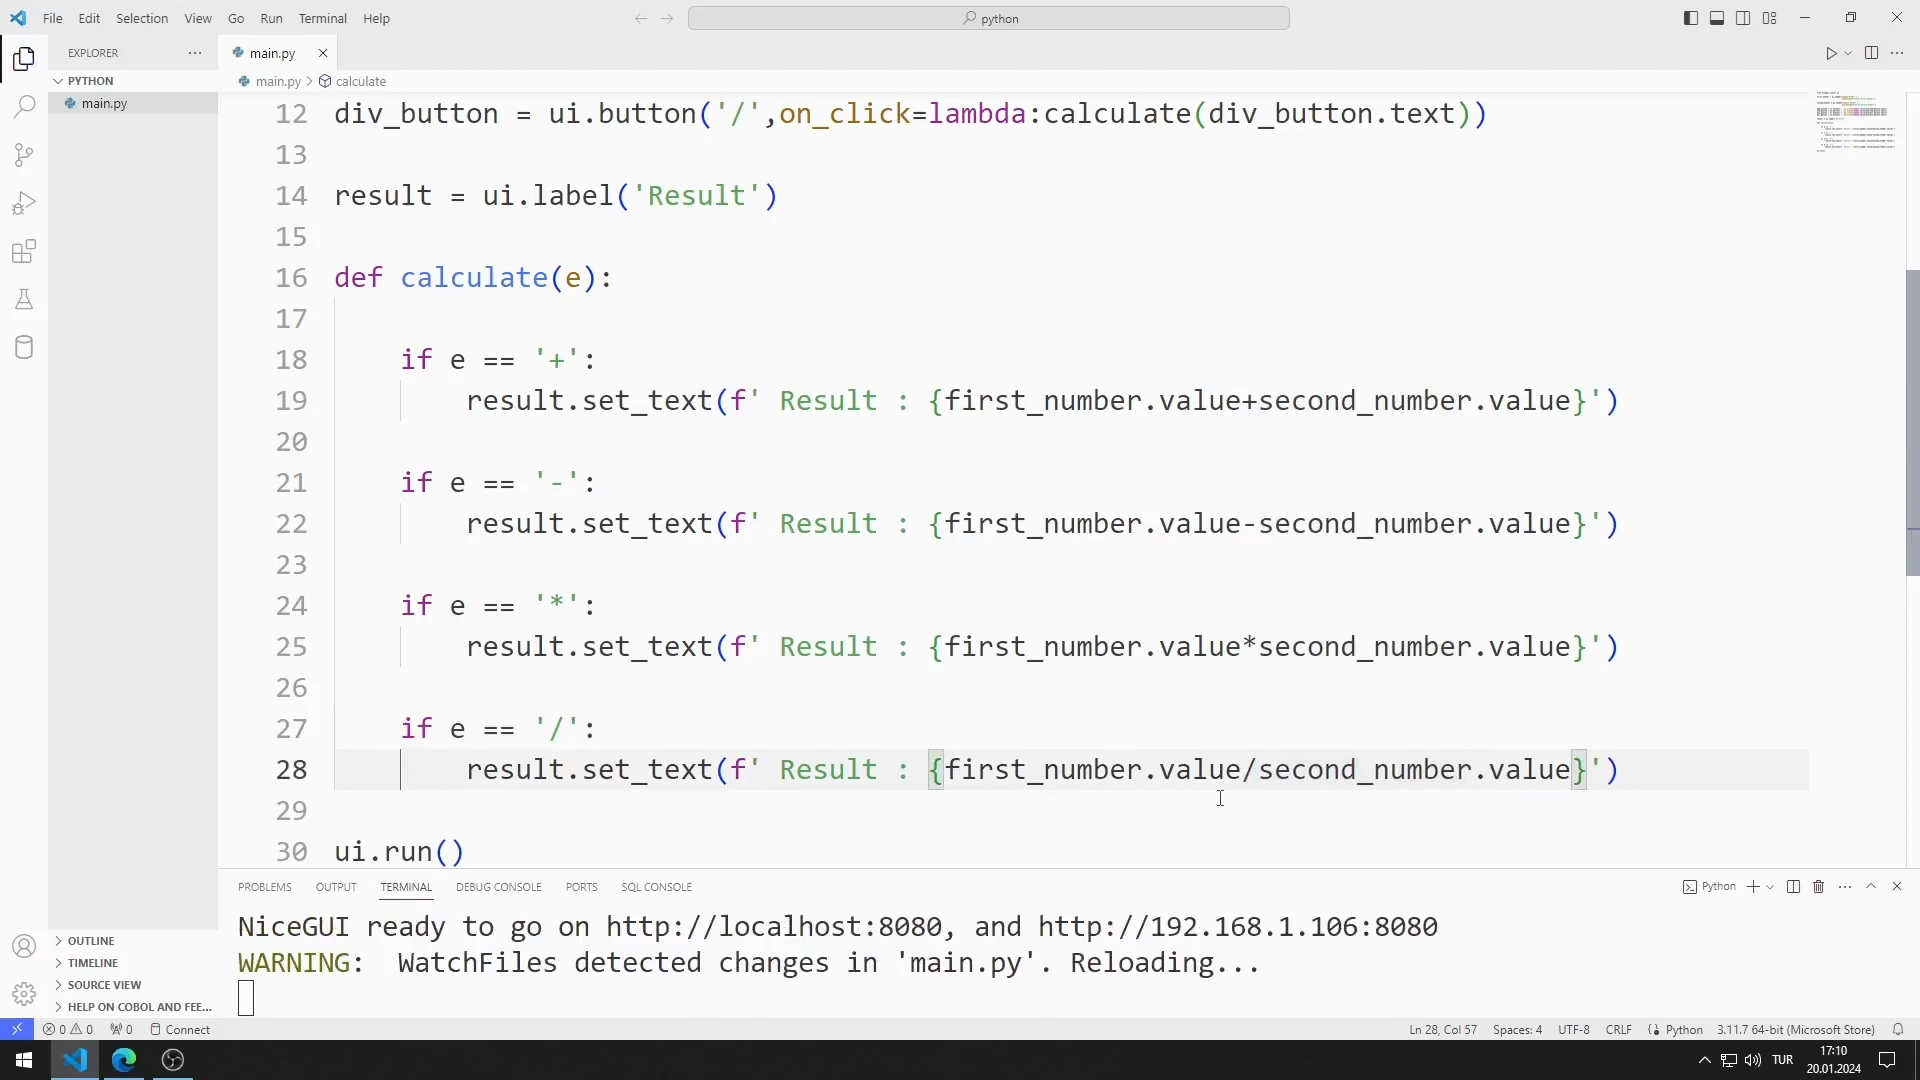 File Edit Selection View Go Run Terminal Help
python
EXPLORER
main.py
PYTHON
main.py > calculate
main.py
12 div_button = ui.button('/',on_click=lambda:calculate(div_button.text))
13
14 result = ui.label('Result')
15
16 def calculate(e):
17
18 if e == '+':
19 result.set_text(f' Result : {first_number.value+second_number.value}')
20
21 if e == '-':
22 result.set_text(f' Result : {first_number.value-second_number.value}')
23
24 if e == '*':
25 result.set_text(f' Result : {first_number.value*second_number.value}')
26
27 if e == '/':
28 result.set_text(f' Result : {first_number.value/second_number.value}')
29
30 ui.run()
PROBLEMS OUTPUT TERMINAL DEBUG CONSOLE PORTS SQL CONSOLE
Python
NiceGUI ready to go on http://localhost:8080, and http://192.168.1.106:8080
WARNING: WatchFiles detected changes in 'main.py'. Reloading...
OUTLINE
TIMELINE
SOURCE VIEW
HELP ON COBOL AND FEE...
0 0 0 Connect
Ln 28, Col 57 Spaces: 4 UTF-8 CRLF Python 3.11.7 64-bit (Microsoft Store)
TUR
17:10
20.01.2024